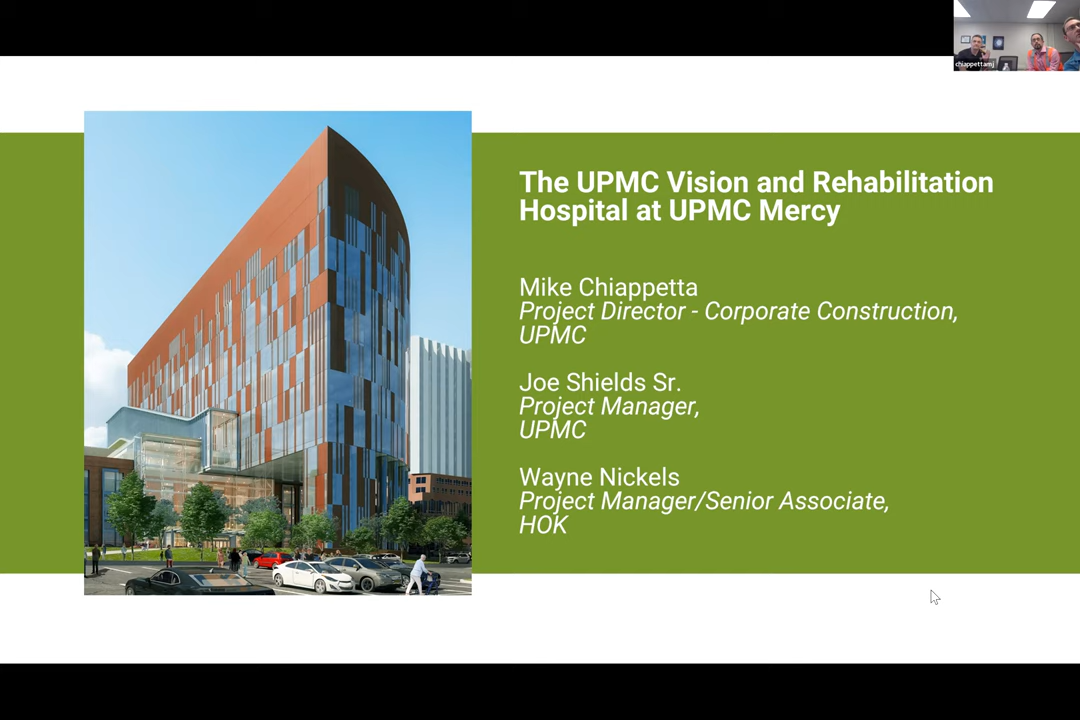 chiappettamj
The UPMC Vision and Rehabilitation
Hospital at UPMC Mercy
Mike Chiappetta
Project Director - Corporate Construction,
UPMC
Joe Shields Sr.
Project Manager,
UPMC
Wayne Nickels
Project Manager/Senior Associate,
HOK